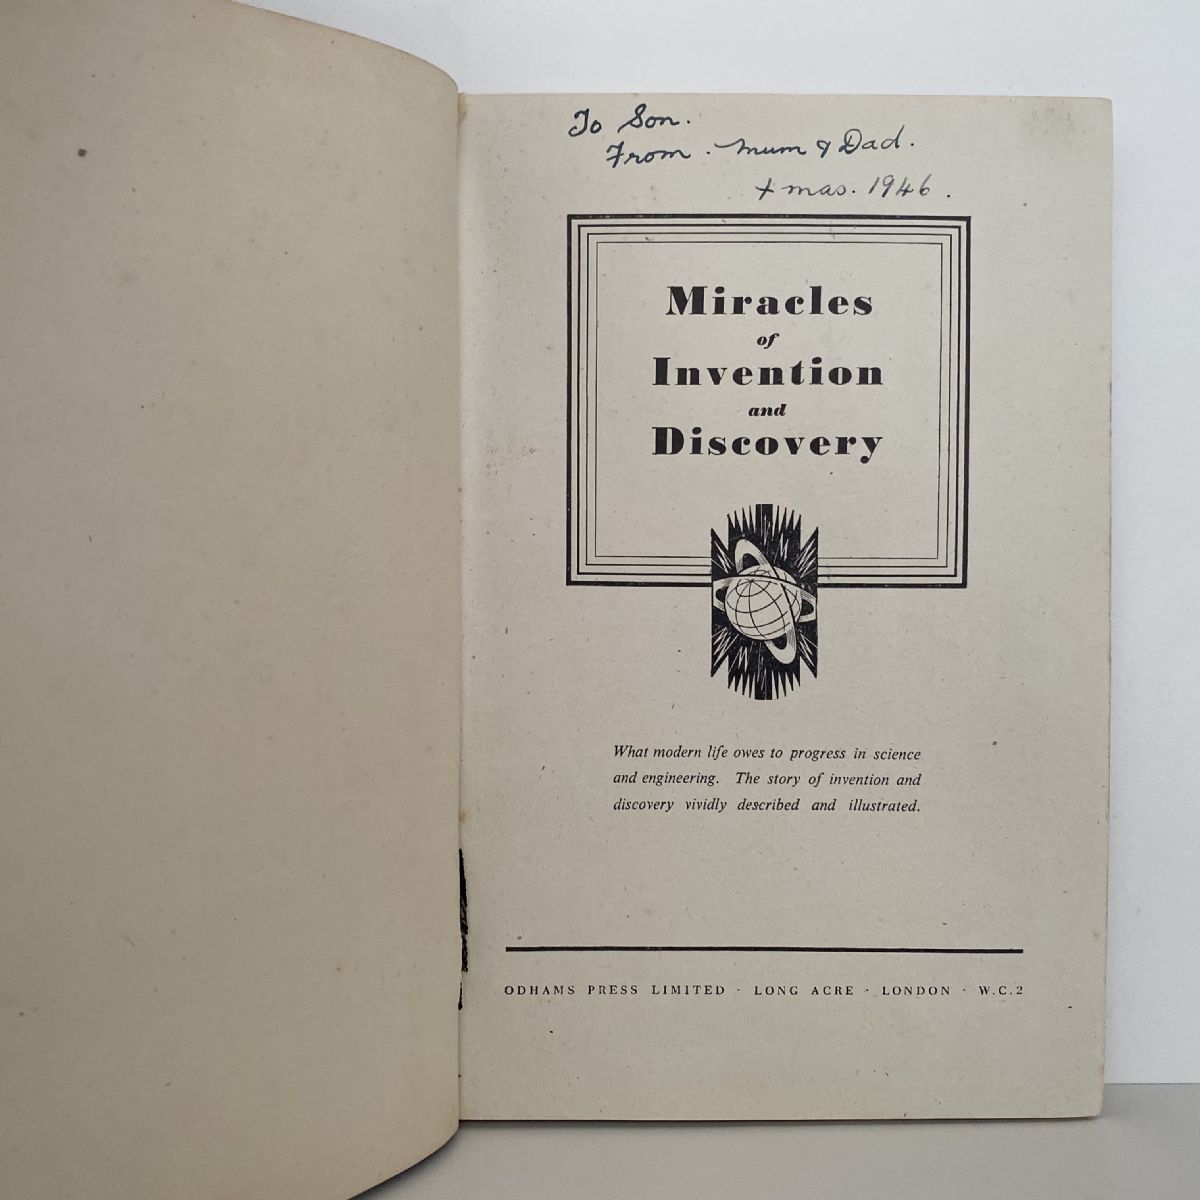 To Son.
From. Mum & Dad.
Xmas. 1946.
Miracles
of
Invention
and
Discovery
What modern life owes to progress in science
and engineering. The story of invention and
discovery vividly described and illustrated.
ODHAMS PRESS LIMITED · LONG ACRE · LONDON · W.C.2